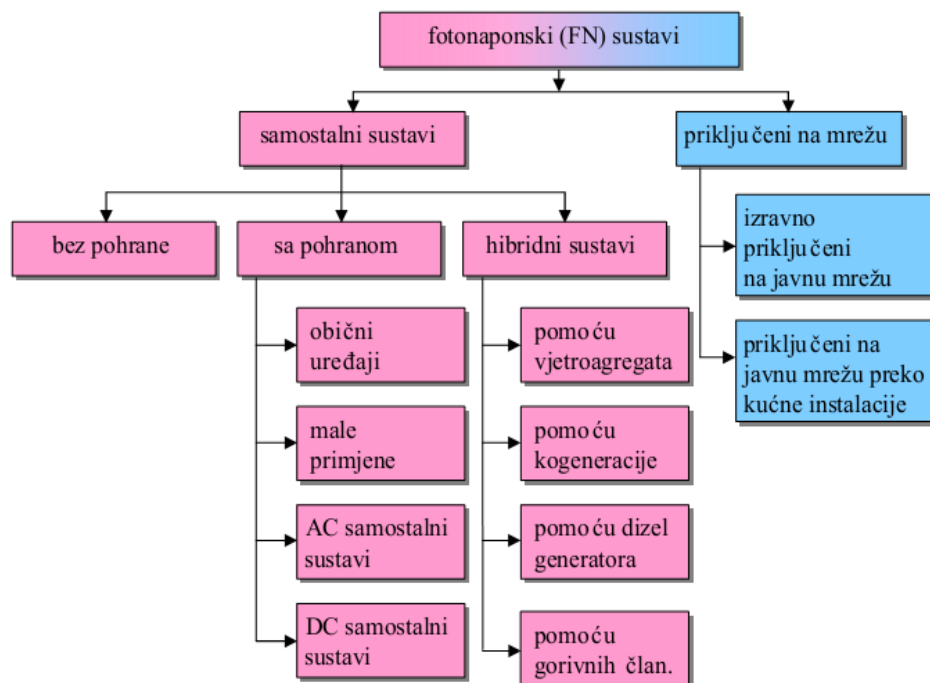 fotonaponski (FN) sustavi
samostalni sustavi
priključeni na mrežu
bez pohrane
sa pohranom
hibridni sustavi
izravno
priključeni
na javnu mrežu
obični
uređaji
pomoću
vjetroagregata
priključeni na
javnu mrežu preko
kućne instalacije
male
primjene
pomoću
kogeneracije
AC samostalni
sustavi
pomoću dizel
generatora
DC samostalni
sustavi
pomoću
gorivnih član.